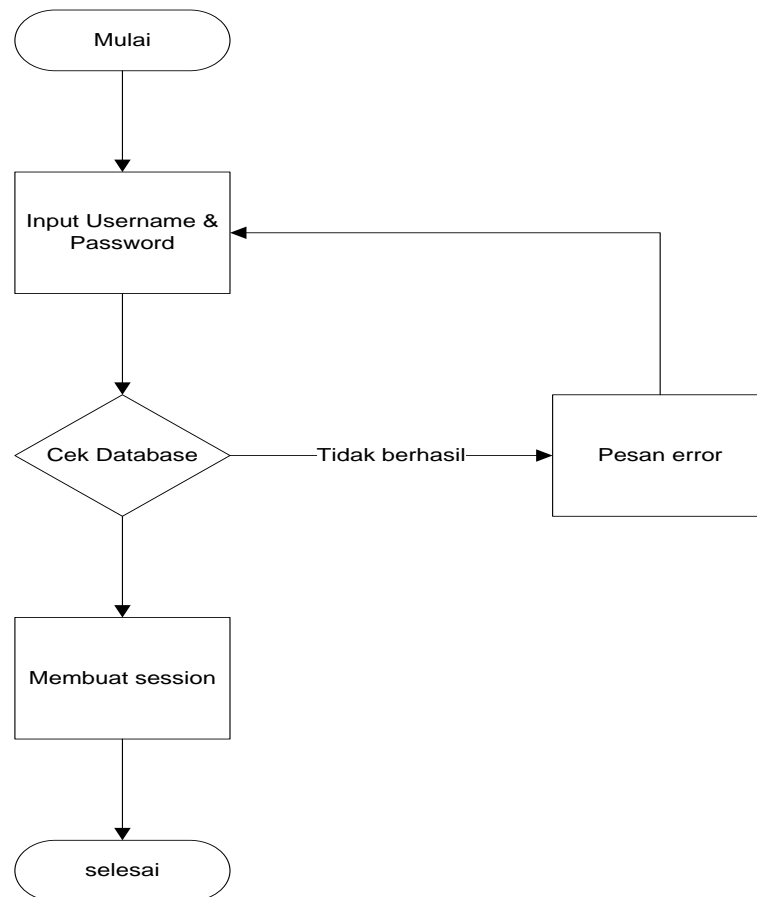 Mulai
Input Username &
Password
Cek Database
Tidak berhasil
Pesan error
Membuat session
selesai